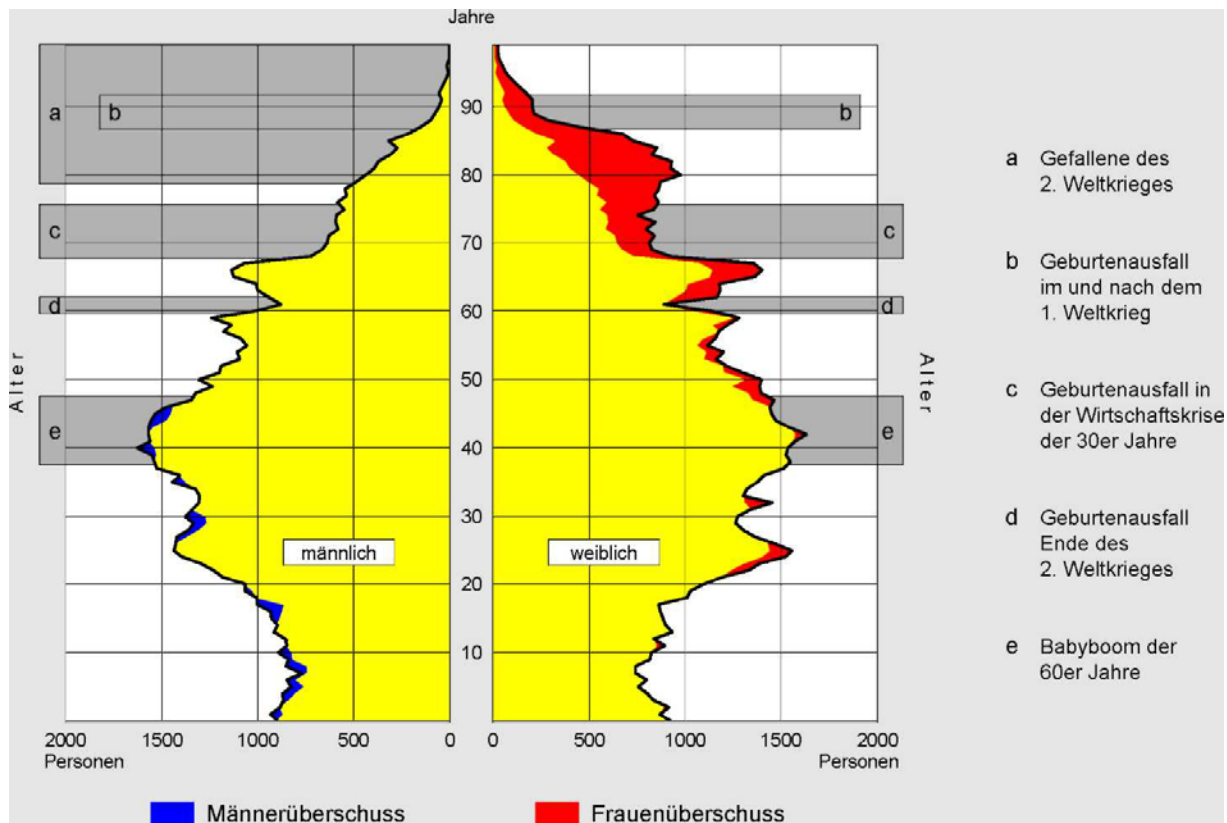 Jahre
a
b
b
c
c
d
d
e
e
90
80
70
60
50
40
30
20
10
Alter
Alter
männlich
weiblich
2000
1500
1000
500
0
0
500
1000
1500
2000
Personen
Personen
Männerüberschuss
Frauenüberschuss
a Gefallene des
2. Weltkrieges
b Geburtenausfall
im und nach dem
1. Weltkrieg
c Geburtenausfall in
der Wirtschaftskrise
der 30er Jahre
d Geburtenausfall
Ende des
2. Weltkrieges
e Babyboom der
60er Jahre